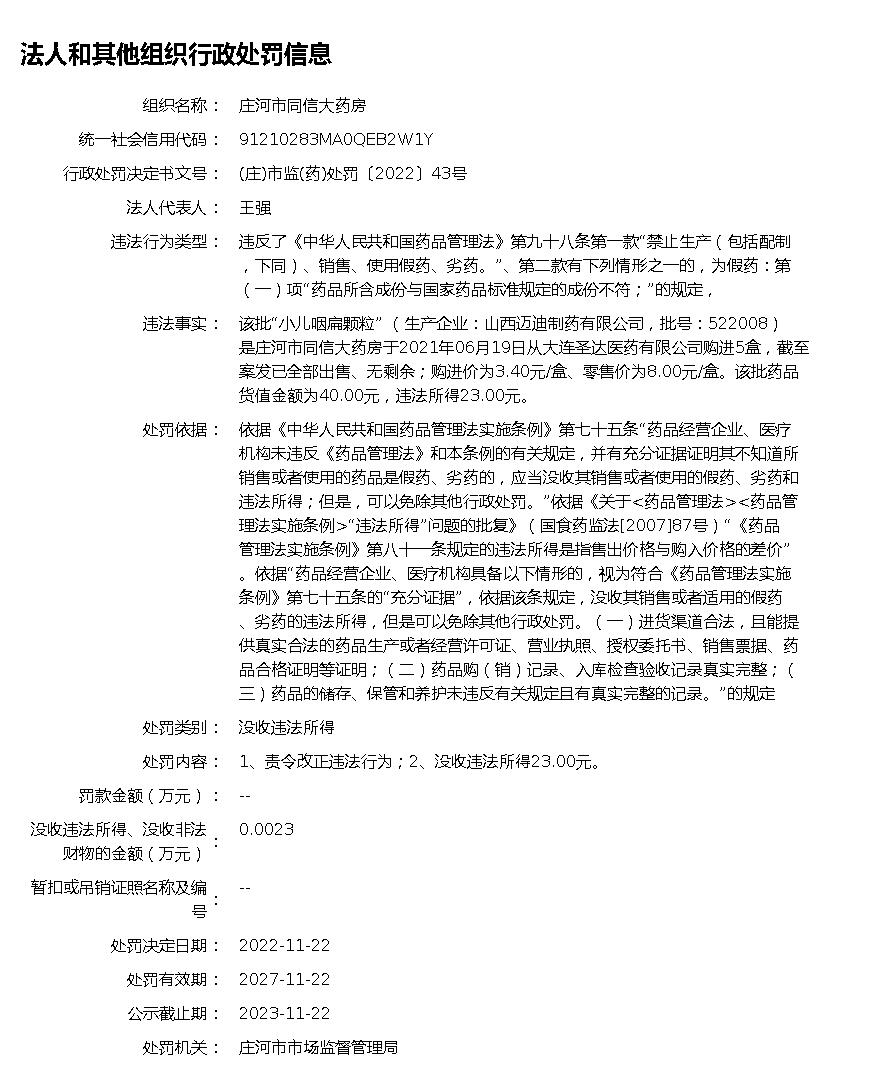 法人和其他组织行政处罚信息
组织名称： 庄河市同信大药房
统一社会信用代码： 91210283MA0QEB2W1Y
行政处罚决定书文号： (庄)市监(药)处罚〔2022〕43号
法人代表人： 王强
违法行为类型： 违反了《中华人民共和国药品管理法》第九十八条第一款“禁止生产（包括配制
，下同）、销售、使用假药、劣药。”、第二款有下列情形之一的，为假药：第
（一）项“药品所含成份与国家药品标准规定的成份不符；”的规定，
违法事实： 该批“小儿咽扁颗粒”（生产企业：山西迈迪制药有限公司，批号：522008）
是庄河市同信大药房于2021年06月19日从大连圣达医药有限公司购进5盒，截至
案发已全部出售、无剩余；购进价为3.40元/盒、零售价为8.00元/盒。该批药品
货值金额为40.00元，违法所得23.00元。
处罚依据： 依据《中华人民共和国药品管理法实施条例》第七十五条“药品经营企业、医疗
机构未违反《药品管理法》和本条例的有关规定，并有充分证据证明其不知道所
销售或者使用的药品是假药、劣药的，应当没收其销售或者使用的假药、劣药和
违法所得；但是，可以免除其他行政处罚。”依据《关于<药品管理法><药品管
理法实施条例>“违法所得”问题的批复》（国食药监法[2007]87号）“《药品
管理法实施条例》第八十一条规定的违法所得是指售出价格与购入价格的差价”
。依据“药品经营企业、医疗机构具备以下情形的，视为符合《药品管理法实施
条例》第七十五条的“充分证据”，依据该条规定，没收其销售或者适用的假药
、劣药的违法所得，但是可以免除其他行政处罚。（一）进货渠道合法，且能提
供真实合法的药品生产或者经营许可证、营业执照、授权委托书、销售票据、药
品合格证明等证明；（二）药品购（销）记录、入库检查验收记录真实完整；（
三）药品的储存、保管和养护未违反有关规定且有真实完整的记录。”的规定
处罚类别： 没收违法所得
处罚内容： 1、责令改正违法行为；2、没收违法所得23.00元。
罚款金额（万元）： --
没收违法所得、没收非法
财物的金额（万元）： 0.0023
暂扣或吊销证照名称及编
号： --
处罚决定日期： 2022-11-22
处罚有效期： 2027-11-22
公示截止期： 2023-11-22
处罚机关： 庄河市市场监督管理局